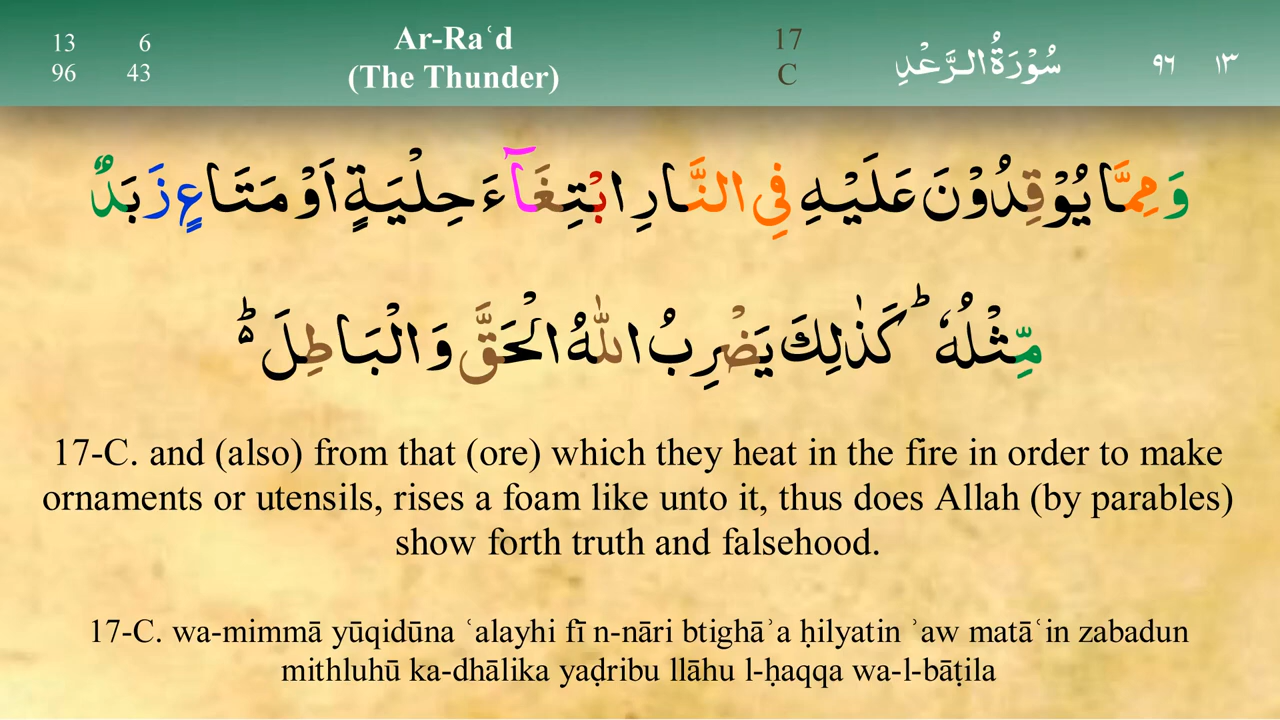 13 6
96 43
Ar-Raʿd
(The Thunder)
17
C
سُوْرَةُ الرَّعْدِ
٩٦ ١٣
وَمِمَّا يُوْقِدُوْنَ عَلَيْهِ فِي النَّارِ ابْتِغَآءَ حِلْيَةٍ اَوْ مَتَاعٍ زَبَدٌ
مِّثْلُهٗ ؕ كَذٰلِكَ يَضْرِبُ اللّٰهُ الْحَقَّ وَالْبَاطِلَ ؕ۬
17-C. and (also) from that (ore) which they heat in the fire in order to make
ornaments or utensils, rises a foam like unto it, thus does Allah (by parables)
show forth truth and falsehood.
17-C. wa-mimmā yūqidūna ʿalayhi fī n-nāri btighāʾa ḥilyatin ʾaw matāʿin zabadun
mithluhū ka-dhālika yaḍribu llāhu l-ḥaqqa wa-l-bāṭila